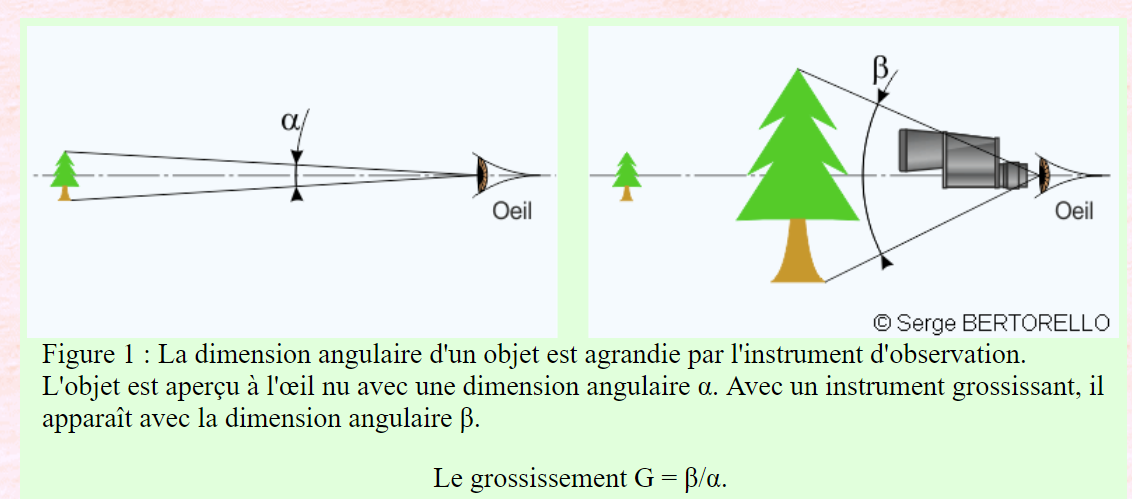 α
Oeil
β
Oeil
© Serge BERTORELLO
Figure 1 : La dimension angulaire d'un objet est agrandie par l'instrument d'observation.
L'objet est aperçu à l'œil nu avec une dimension angulaire α. Avec un instrument grossissant, il
apparaît avec la dimension angulaire β.
Le grossissement G = β/α.